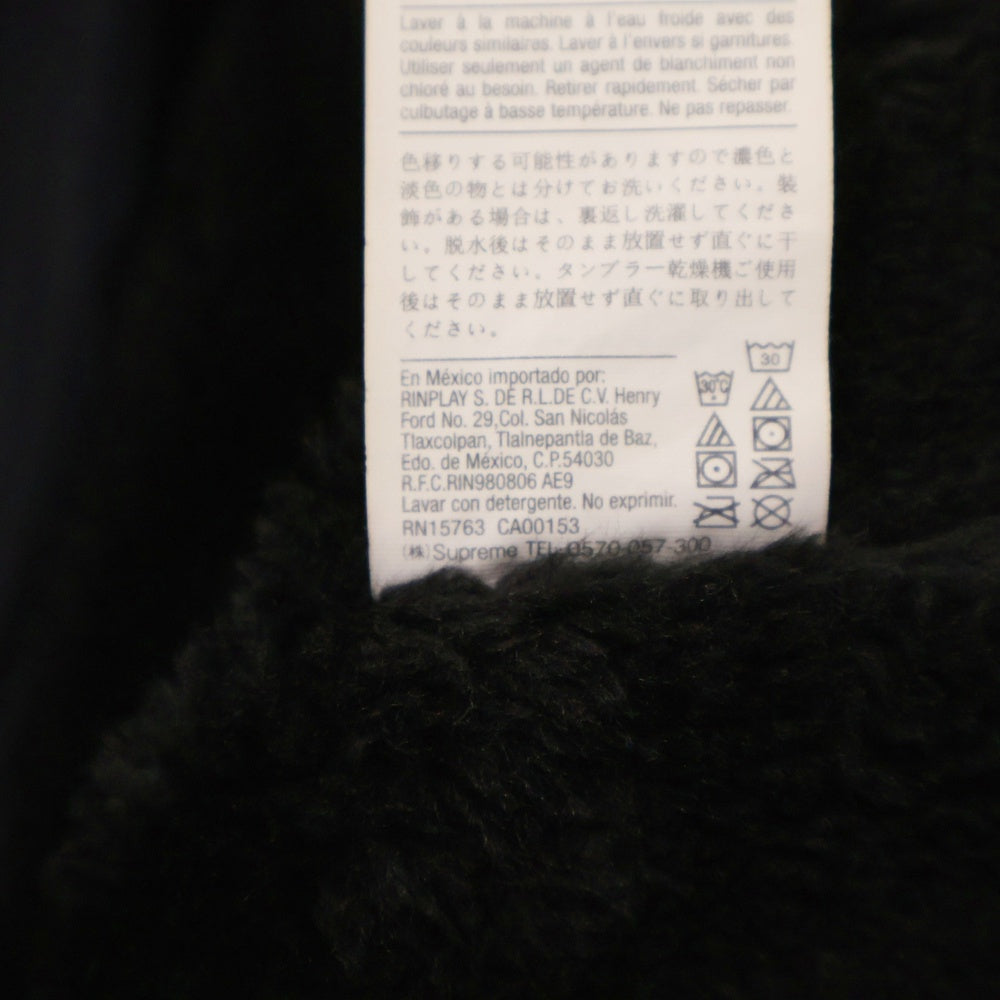 Laver à la machine à l'eau froide avec des
couleurs similaires. Laver à l'envers si garnitures.
Utiliser seulement un agent de blanchiment non
chloré au besoin. Retirer rapidement. Sécher par
culbutage à basse température. Ne pas repasser.
色移りする可能性がありますので濃色と
淡色の物とは分けてお洗いください。装
飾がある場合は、裏返し洗濯してくださ
い。脱水後はそのまま放置せず直ぐに干
してください。タンブラー乾燥機ご使用
後はそのまま放置せず直ぐに取り出して
ください。
En México importado por:
RINPLAY S. DE R.L.DE C.V. Henry
Ford No. 29,Col. San Nicolás
Tlaxcolpan, Tlalnepantla de Baz,
Edo. de México, C.P.54030
R.F.C.RIN980806 AE9
Lavar con detergente. No exprimir.
RN15763 CA00153
(株)Supreme TEL 0570-057-300
30
30°C